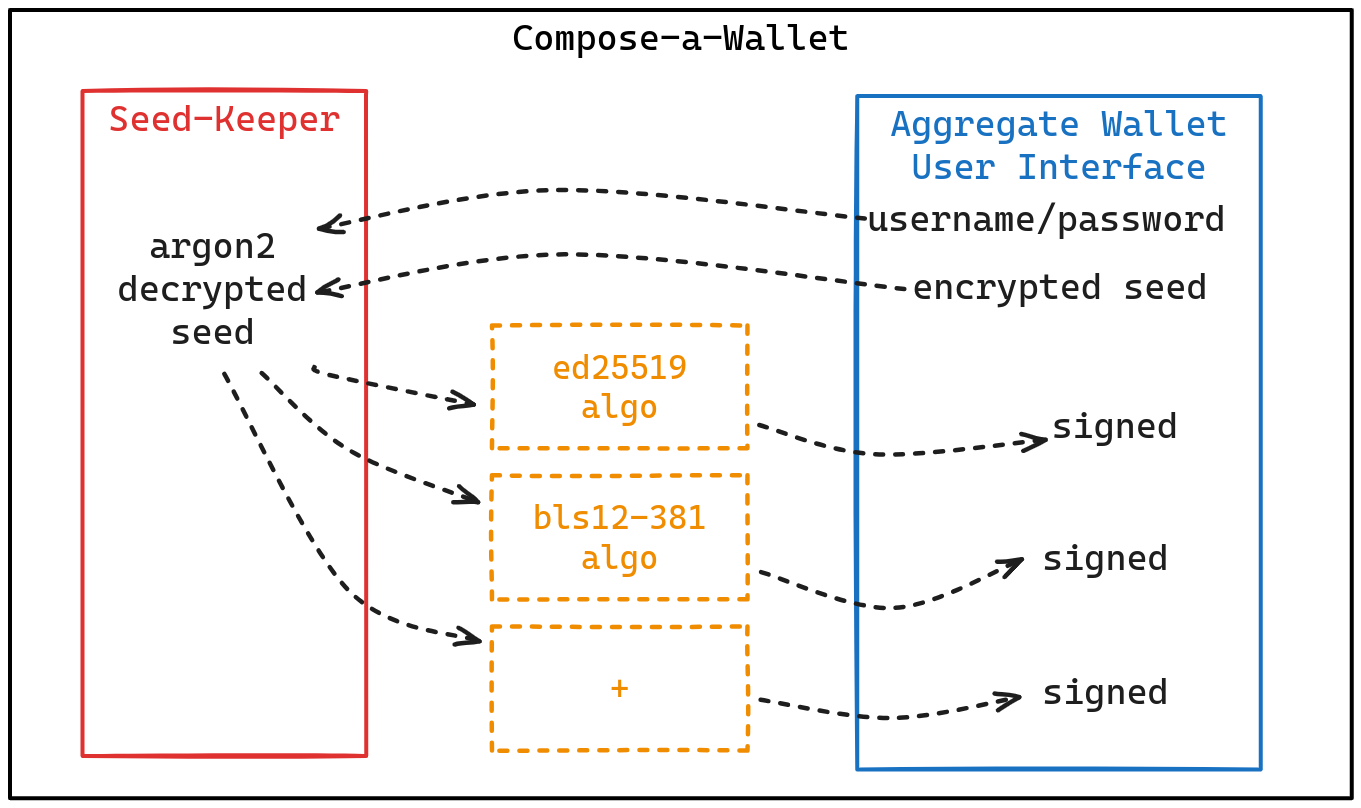 Compose-a-Wallet
Seed-Keeper
argon2
decrypted
seed
ed25519
algo
bls12-381
algo
+
Aggregate Wallet
User Interface
username/password
encrypted seed
signed
signed
signed